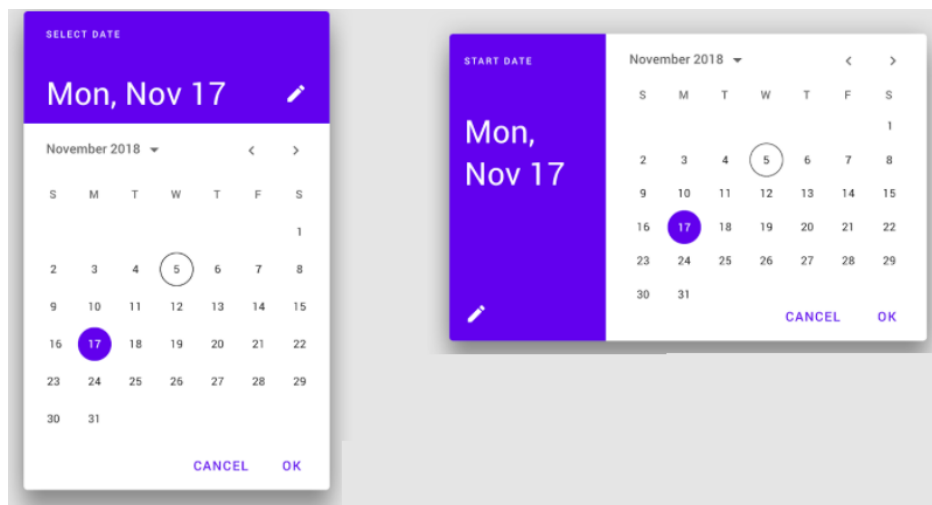 SELECT DATE
Mon, Nov 17
November 2018
S M T W T F S
1
2 3 4 5 6 7 8
9 10 11 12 13 14 15
16 17 18 19 20 21 22
23 24 25 26 27 28 29
30 31
CANCEL OK
START DATE
Mon,
Nov 17
November 2018
S M T W T F S
1
2 3 4 5 6 7 8
9 10 11 12 13 14 15
16 17 18 19 20 21 22
23 24 25 26 27 28 29
30 31
CANCEL OK